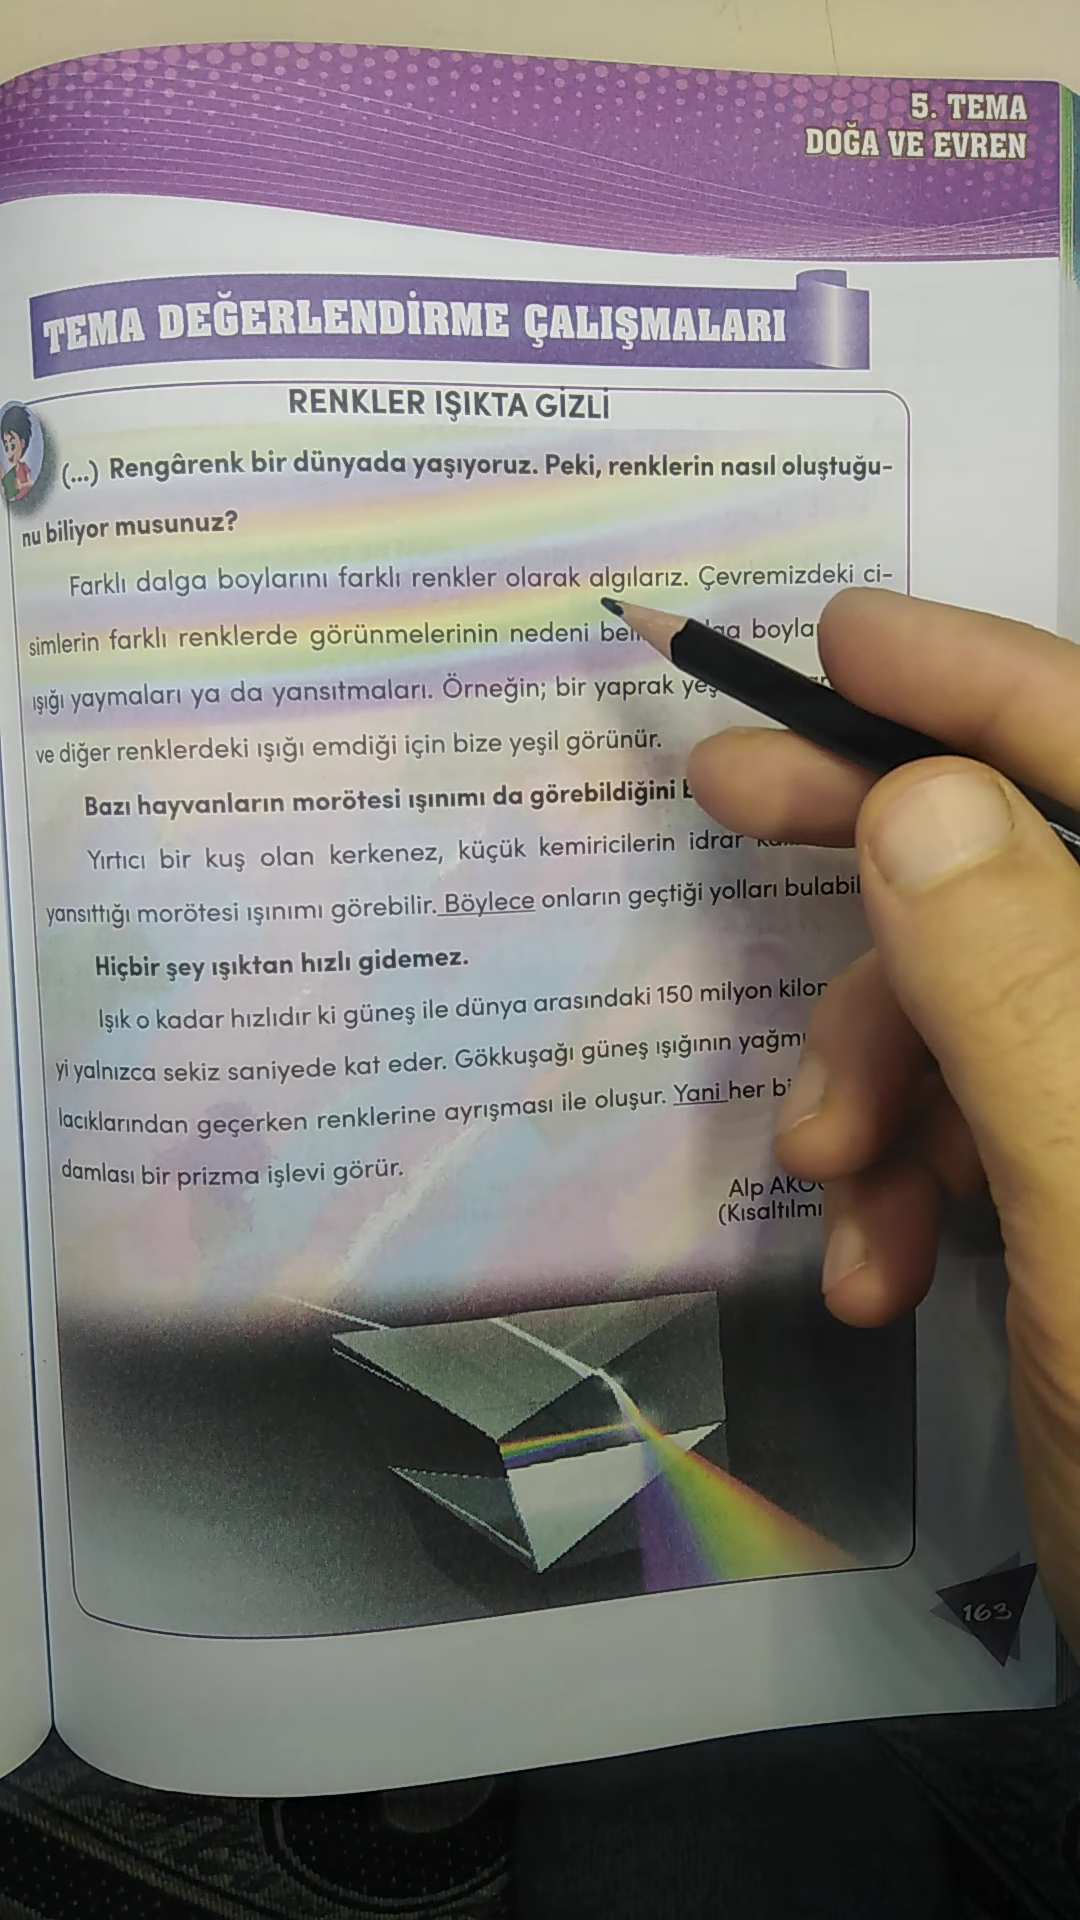 5. TEMA
DOĞA VE EVREN
TEMA DEĞERLENDİRME ÇALIŞMALARI
RENKLER IŞIKTA GİZLİ
(...) Rengârenk bir dünyada yaşıyoruz. Peki, renklerin nasıl oluştuğu-
nu biliyor musunuz?
Farklı dalga boylarını farklı renkler olarak algılarız. Çevremizdeki ci-
simlerin farklı renklerde görünmelerinin nedeni
ışığı yaymaları ya da yansıtmaları. Örneğin; bir yaprak
ve diğer renklerdeki ışığı emdiği için bize yeşil görünür.
Bazı hayvanların morötesi ışınımı da görebildiğini
Yırtıcı bir kuş olan kerkenez, küçük kemiricilerin idrar
yansıttığı morötesi ışınımı görebilir. Böylece onların geçtiği yolları
Hiçbir şey ışıktan hızlı gidemez.
Işık o kadar hızlıdır ki güneş ile dünya arasındaki 150 milyon
yi yalnızca sekiz saniyede kat eder. Gökkuşağı güneş ışığının
lacıklarından geçerken renklerine ayrışması ile oluşur. Yani her
damlası bir prizma işlevi görür.
Alp
163